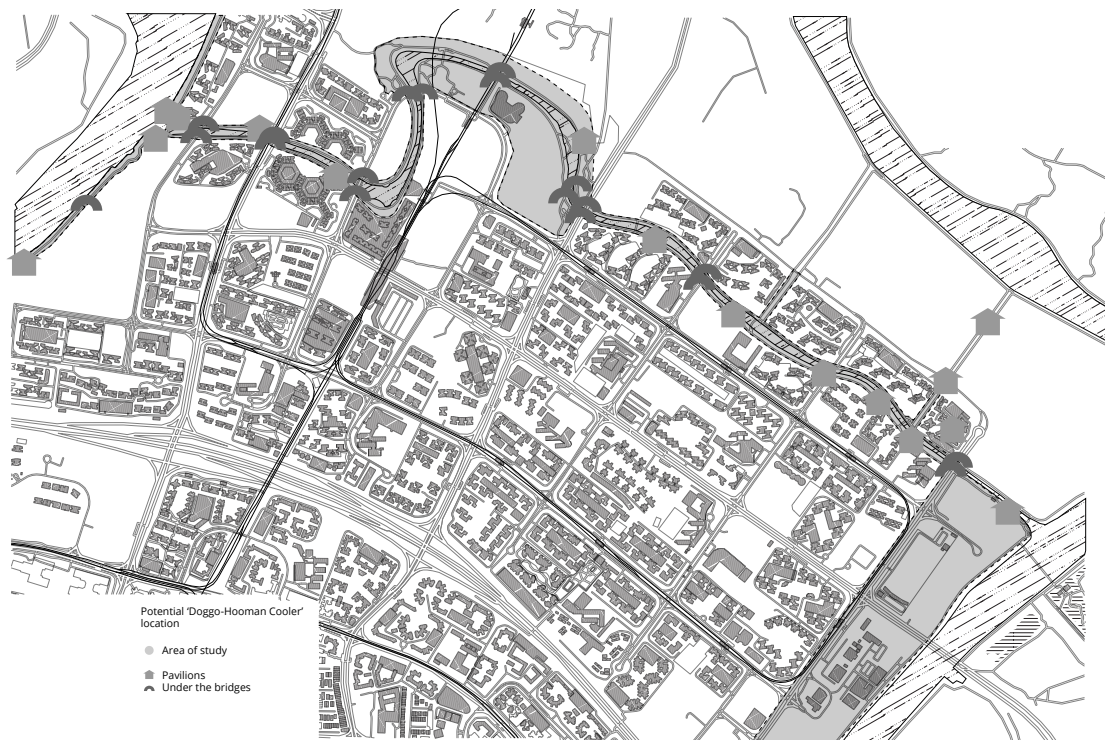 Potential ‘Doggo-Hooman Cooler’
location
Area of study
Pavilions
Under the bridges